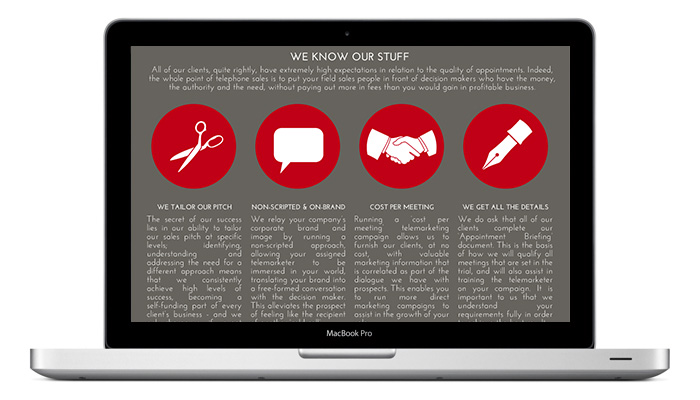 WE KNOW OUR STUFF
All of our clients, quite rightly, have extremely high expectations in relation to the quality of appointments. Indeed,
the whole point of telephone sales is to put your field sales people in front of decision makers who have the money,
the authority and the need, without paying out more in fees than you would gain in profitable business.
WE TAILOR OUR PITCH
The secret of our success
lies in our ability to tailor
our sales pitch at specific
levels; identifying,
understanding and
addressing the need for a
different approach means
that we consistently
achieve high levels of
success, becoming a
self-funding part of every
client's business - and we
NON-SCRIPTED & ON-BRAND
We relay your company's
corporate brand and
image by running a
non-scripted approach,
allowing your assigned
telemarketer to be
immersed in your world,
translating your brand into
a free-formed conversation
with the decision maker.
This alleviates the prospect
of feeling like the recipient
COST PER MEETING
Running a cost per
meeting telemarketing
campaign allows us to
furnish our clients, at no
cost, with valuable
marketing information that
is correlated as part of the
dialogue we have with
prospects. This enables you
to run more direct
marketing campaigns to
assist in the growth of your
WE GET ALL THE DETAILS
We do ask that all of our
clients complete our
Appointment Briefing
document. This is the basis
of how we will qualify all
meetings that are set in the
trial, and will also assist in
training the telemarketer
on your campaign. It is
important to us that we
understand your
requirements fully in order
MacBook Pro